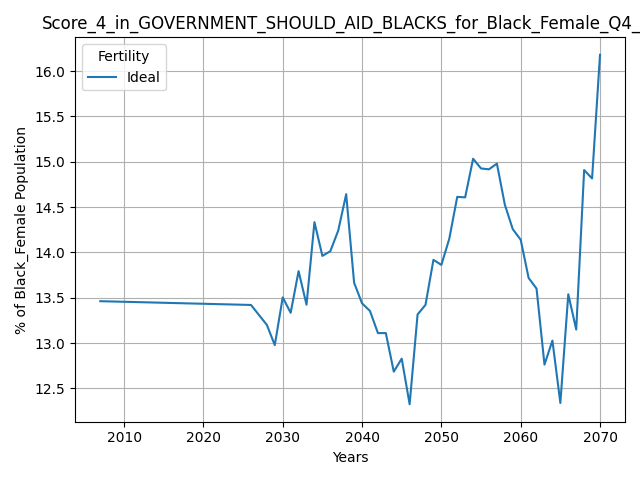 Score_4_in_GOVERNMENT_SHOULD_AID_BLACKS_for_Black_Female_Q4_
Fertility
Ideal
16.0
15.5
15.0
14.5
14.0
13.5
13.0
12.5
% of Black_Female Population
2010 2020 2030 2040 2050 2060 2070
Years